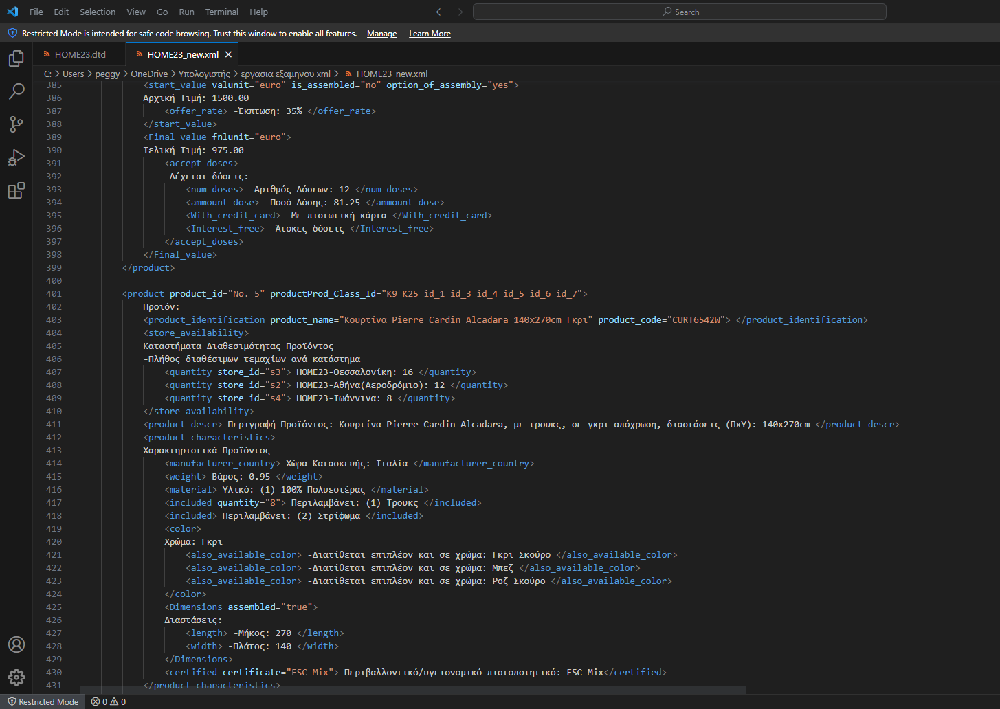 File Edit Selection View Go Run Terminal Help
Search
Restricted Mode is intended for safe code browsing. Trust this window to enable all features. Manage Learn More
HOME23.dtd HOME23_new.xml
C: > Users > peggy > OneDrive > Υπολογιστής > εργασια εξαμηνου xml > HOME23_new.xml
385 <start_value valunit="euro" is_assembled="no" option_of_assembly="yes">
386 Αρχική Τιμή: 1500.00
387 <offer_rate> -Έκπτωση: 35% </offer_rate>
388 </start_value>
389 <Final_value fnlunit="euro">
390 Τελική Τιμή: 975.00
391 <accept_doses>
392 -Δέχεται δόσεις:
393 <num_doses> -Αριθμός Δόσεων: 12 </num_doses>
394 <ammount_dose> -Ποσό Δόσης: 81.25 </ammount_dose>
395 <With_credit_card> -Με πιστωτική κάρτα </With_credit_card>
396 <Interest_free> -Άτοκες δόσεις </Interest_free>
397 </accept_doses>
398 </Final_value>
399 </product>
400
401 <product product_id="No. 5" productProd_Class_Id="K9 K25 id_1 id_3 id_4 id_5 id_6 id_7">
402 Προϊόν:
403 <product_identification product_name="Κουρτίνα Pierre Cardin Alcadara 140x270cm Γκρι" product_code="CURT6542W"> </product_identification>
404 <store_availability>
405 Καταστήματα Διαθεσιμότητας Προϊόντος
406 -Πλήθος διαθέσιμων τεμαχίων ανά κατάστημα
407 <quantity store_id="s3"> HOME23-Θεσσαλονίκη: 16 </quantity>
408 <quantity store_id="s2"> HOME23-Αθήνα(Αεροδρόμιο): 12 </quantity>
409 <quantity store_id="s4"> HOME23-Ιωάννινα: 8 </quantity>
410 </store_availability>
411 <product_descr> Περιγραφή Προϊόντος: Κουρτίνα Pierre Cardin Alcadara, με τρουκς, σε γκρι απόχρωση, διαστάσεις (ΠxΥ): 140x270cm </product_descr>
412 <product_characteristics>
413 Χαρακτηριστικά Προϊόντος
414 <manufacturer_country> Χώρα Κατασκευής: Ιταλία </manufacturer_country>
415 <weight> Βάρος: 0.95 </weight>
416 <material> Υλικό: (1) 100% Πολυεστέρας </material>
417 <included quantity="8"> Περιλαμβάνει: (1) Τρουκς </included>
418 <included> Περιλαμβάνει: (2) Στρίφωμα </included>
419 <color>
420 Χρώμα: Γκρι
421 <also_available_color> -Διατίθεται επιπλέον και σε χρώμα: Γκρι Σκούρο </also_available_color>
422 <also_available_color> -Διατίθεται επιπλέον και σε χρώμα: Μπεζ </also_available_color>
423 <also_available_color> -Διατίθεται επιπλέον και σε χρώμα: Ροζ Σκούρο </also_available_color>
424 </color>
425 <Dimensions assembled="true">
426 Διαστάσεις:
427 <length> -Μήκος: 270 </length>
428 <width> -Πλάτος: 140 </width>
429 </Dimensions>
430 <certified certificate="FSC Mix"> Περιβαλλοντικό/υγειονομικό πιστοποιητικό: FSC Mix</certified>
431 </product_characteristics>
Restricted Mode 0 0